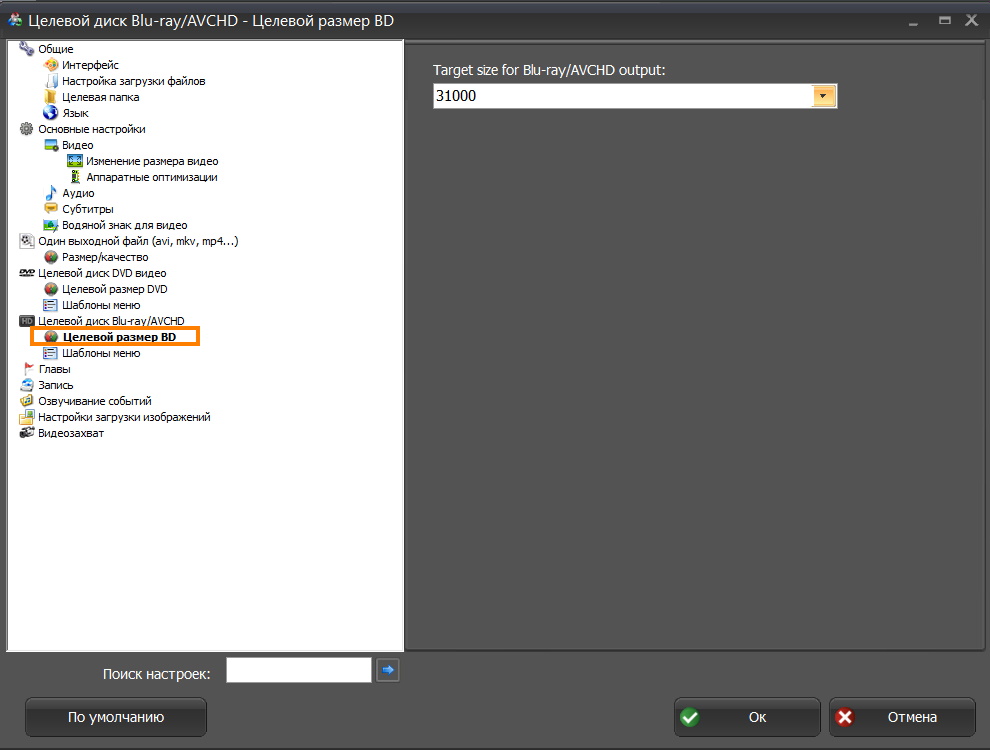 Целевой диск Blu-ray/AVCHD - Целевой размер BD
Общие
Интерфейс
Настройка загрузки файлов
Целевая папка
Язык
Основные настройки
Видео
Изменение размера видео
Аппаратные оптимизации
Аудио
Субтитры
Водяной знак для видео
Один выходной файл (avi, mkv, mp4...)
Размер/качество
DVD Целевой диск DVD видео
Целевой размер DVD
Шаблоны меню
HD Целевой диск Blu-ray/AVCHD
Целевой размер BD
Шаблоны меню
Главы
Запись
Озвучивание событий
Настройки загрузки изображений
Видеозахват
Target size for Blu-ray/AVCHD output:
31000
Поиск настроек:
По умолчанию
Ок
Отмена